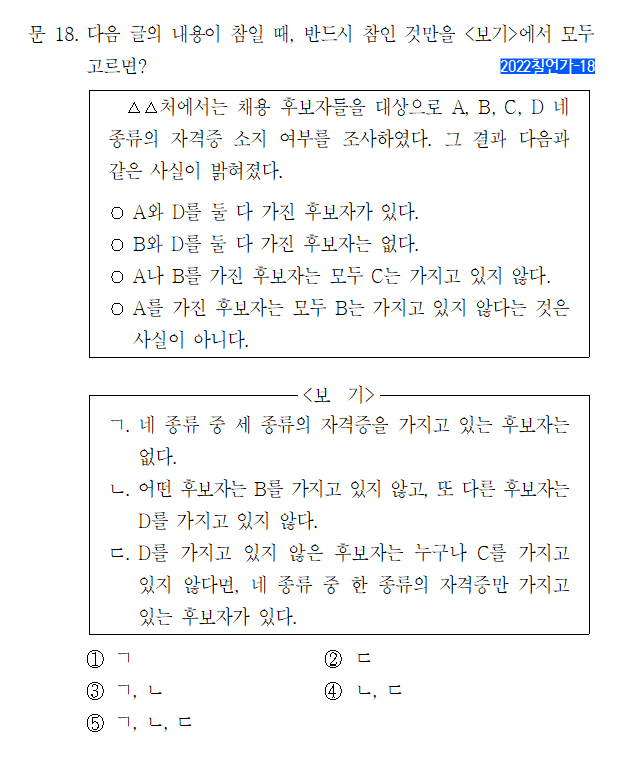 문 18. 다음 글의 내용이 참일 때, 반드시 참인 것만을 <보기>에서 모두
고르면?
2022칠언가-18
△△처에서는 채용 후보자들을 대상으로 A, B, C, D 네
종류의 자격증 소지 여부를 조사하였다. 그 결과 다음과
같은 사실이 밝혀졌다.
○ A와 D를 둘 다 가진 후보자가 있다.
○ B와 D를 둘 다 가진 후보자는 없다.
○ A나 B를 가진 후보자는 모두 C는 가지고 있지 않다.
○ A를 가진 후보자는 모두 B는 가지고 있지 않다는 것은
사실이 아니다.
<보 기>
ㄱ. 네 종류 중 세 종류의 자격증을 가지고 있는 후보자는
없다.
ㄴ. 어떤 후보자는 B를 가지고 있지 않고, 또 다른 후보자는
D를 가지고 있지 않다.
ㄷ. D를 가지고 있지 않은 후보자는 누구나 C를 가지고
있지 않다면, 네 종류 중 한 종류의 자격증만 가지고
있는 후보자가 있다.
① ㄱ ② ㄷ
③ ㄱ, ㄴ ④ ㄴ, ㄷ
⑤ ㄱ, ㄴ, ㄷ